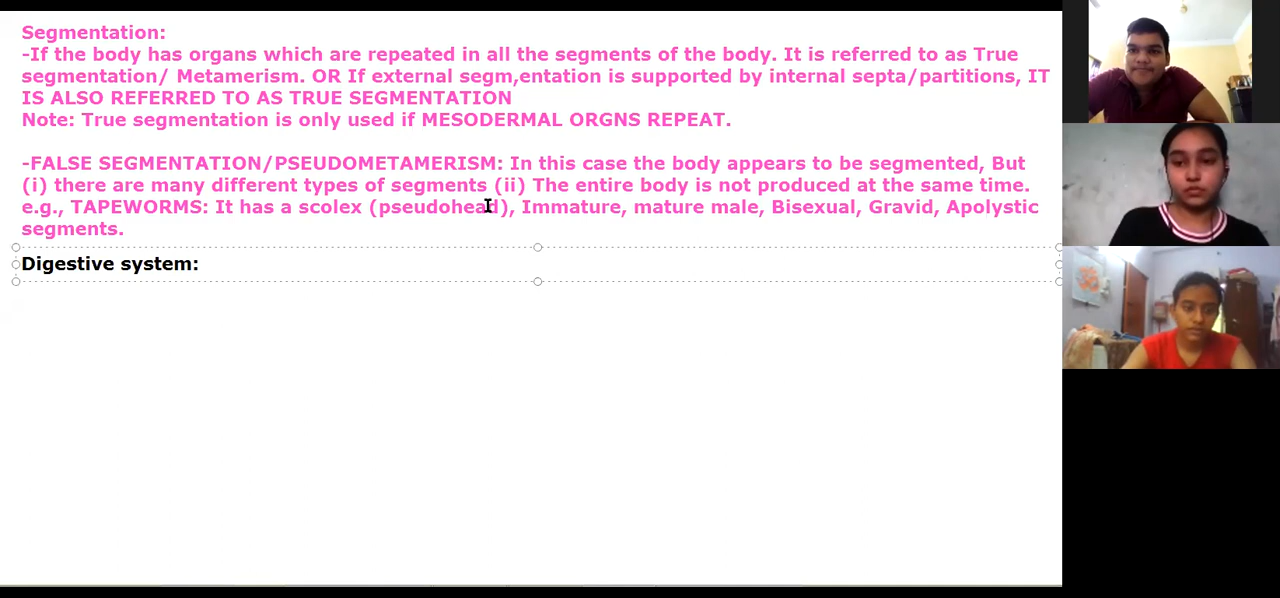 Segmentation:
-If the body has organs which are repeated in all the segments of the body. It is referred to as True
segmentation/ Metamerism. OR If external segm,entation is supported by internal septa/partitions, IT
IS ALSO REFERRED TO AS TRUE SEGMENTATION
Note: True segmentation is only used if MESODERMAL ORGNS REPEAT.
-FALSE SEGMENTATION/PSEUDOMETAMERISM: In this case the body appears to be segmented, But
(i) there are many different types of segments (ii) The entire body is not produced at the same time.
e.g., TAPEWORMS: It has a scolex (pseudohead), Immature, mature male, Bisexual, Gravid, Apolystic
segments.
Digestive system: